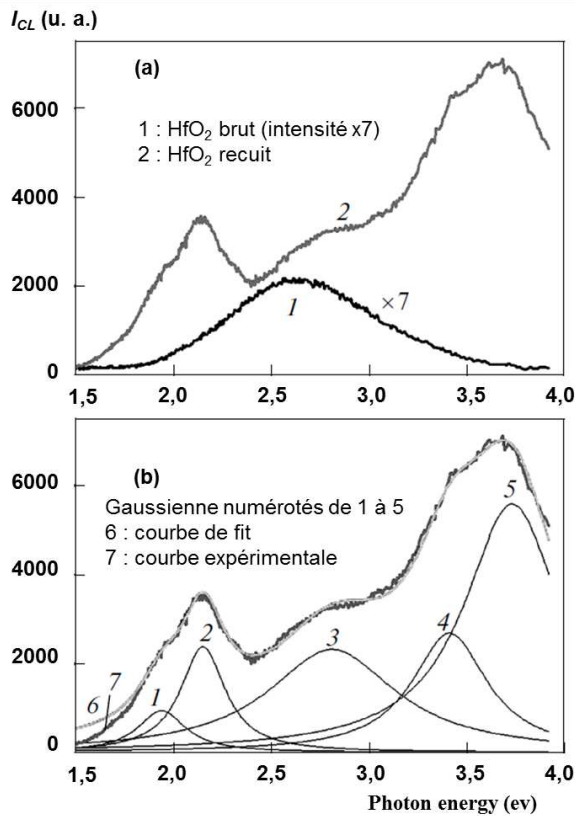 I_CL (u. a.)
(a)
6000
1 : HfO₂ brut (intensité x7)
2 : HfO₂ recuit
4000
2
2000
1
×7
0
1,5 2,0 2,5 3,0 3,5 4,0
(b)
6000
Gaussienne numérotés de 1 à 5
5
6 : courbe de fit
7 : courbe expérimentale
4000
2
3
4
2000
6
7
1
0
1,5 2,0 2,5 3,0 3,5 4,0
Photon energy (ev)